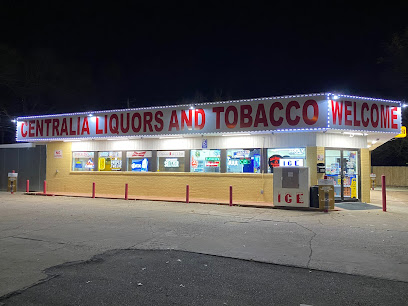 CENTRALIA LIQUORS AND TOBACCO
WELCOME
ICE
ICE